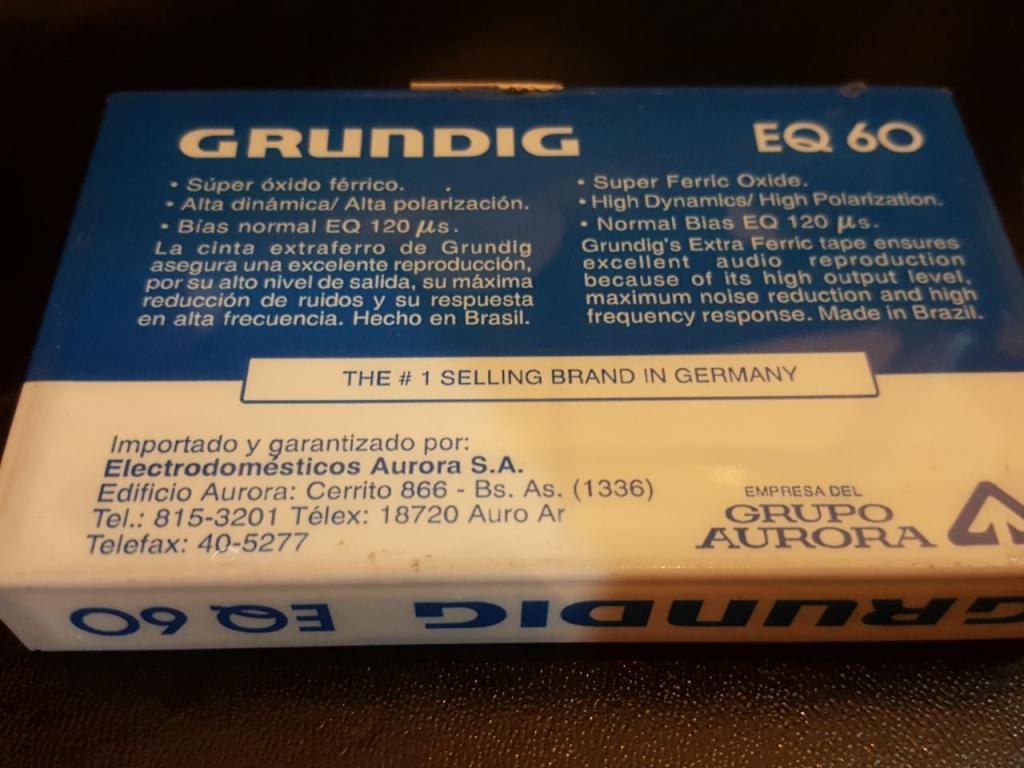 GRUNDIG
EQ 60
• Súper óxido férrico.
• Alta dinámica/ Alta polarización.
• Bías normal EQ 120 μs.
La cinta extraferro de Grundig
asegura una excelente reproducción,
por su alto nivel de salida, su máxima
reducción de ruidos y su respuesta
en alta frecuencia. Hecho en Brasil.
• Super Ferric Oxide.
• High Dynamics/ High Polarization.
• Normal Bias EQ 120 μs.
Grundig's Extra Ferric tape ensures
excellent audio reproduction
because of its high output level,
maximum noise reduction and high
frequency response. Made in Brazil.
THE # 1 SELLING BRAND IN GERMANY
Importado y garantizado por:
Electrodomésticos Aurora S.A.
Edificio Aurora: Cerrito 866 - Bs. As. (1336)
Tel.: 815-3201 Télex: 18720 Auro Ar
Telefax: 40-5277
EMPRESA DEL
GRUPO
AURORA
GRUNDIG
EQ 60